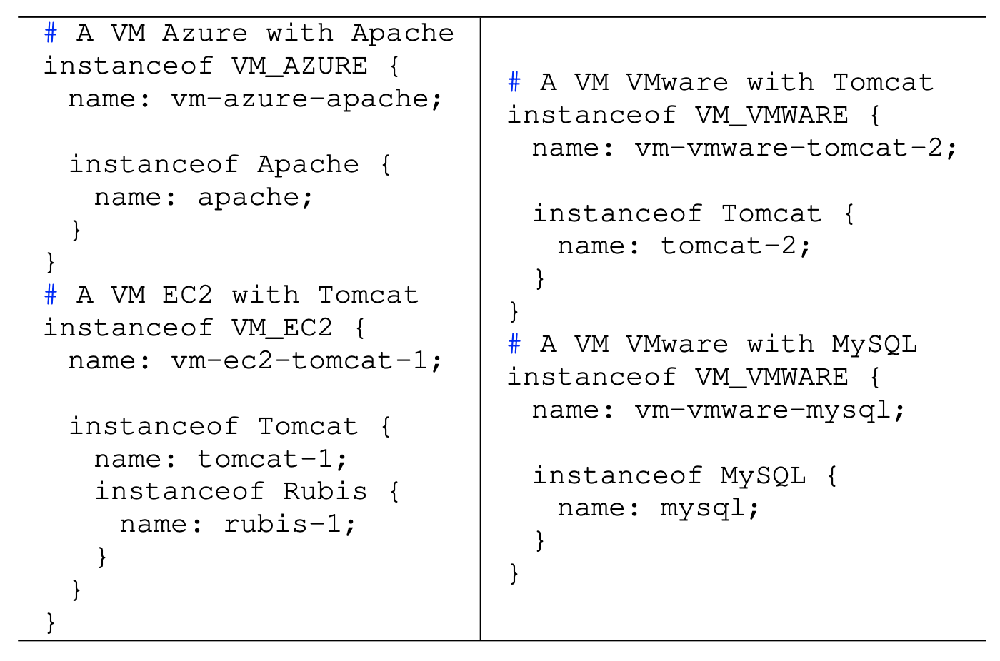 # A VM Azure with Apache
instanceof VM_AZURE {
name: vm-azure-apache;
instanceof Apache {
name: apache;
}
}
# A VM EC2 with Tomcat
instanceof VM_EC2 {
name: vm-ec2-tomcat-1;
instanceof Tomcat {
name: tomcat-1;
instanceof Rubis {
name: rubis-1;
}
}
}
# A VM VMware with Tomcat
instanceof VM_VMWARE {
name: vm-vmware-tomcat-2;
instanceof Tomcat {
name: tomcat-2;
}
}
# A VM VMware with MySQL
instanceof VM_VMWARE {
name: vm-vmware-mysql;
instanceof MySQL {
name: mysql;
}
}